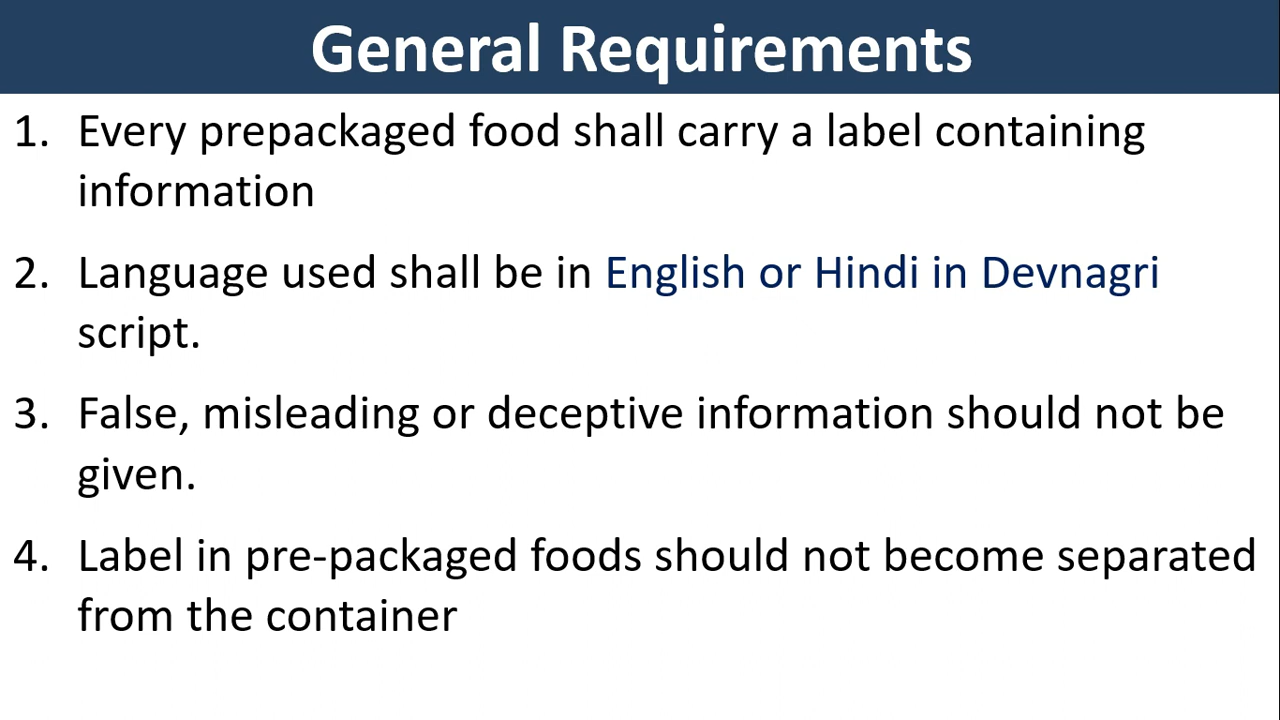 General Requirements
1. Every prepackaged food shall carry a label containing
information
2. Language used shall be in English or Hindi in Devnagri
script.
3. False, misleading or deceptive information should not be
given.
4. Label in pre-packaged foods should not become separated
from the container